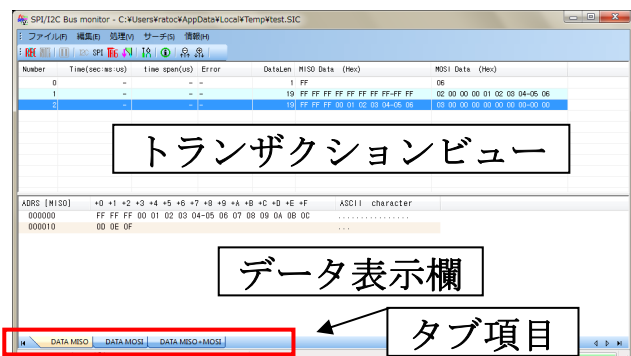 SPI/I2C Bus monitor - C:¥Users¥ratoc¥AppData¥Local¥Temp¥test.SIC
ファイル(F) 編集(E) 処理(V) サーチ(S) 情報(H)
REC I2C SPI
Number Time(sec:ms:us) time span(us) Error DataLen MISO Data (Hex) MOSI Data (Hex)
0 - - - 1 FF 06
1 - - - 19 FF FF FF FF FF FF FF FF-FF FF 02 00 00 00 01 02 03 04-05 06
2 - - - 19 FF FF FF 00 01 02 03 04-05 06 03 00 00 00 00 00 00 00-00 00
トランザクションビュー
ADRS [MISO] +0 +1 +2 +3 +4 +5 +6 +7 +8 +9 +A +B +C +D +E +F ASCII character
000000 FF FF FF 00 01 02 03 04-05 06 07 08 09 0A 0B 0C ................
000010 0D 0E 0F ...
データ表示欄
タブ項目
DATA MISO DATA MOSI DATA MISO+MOSI